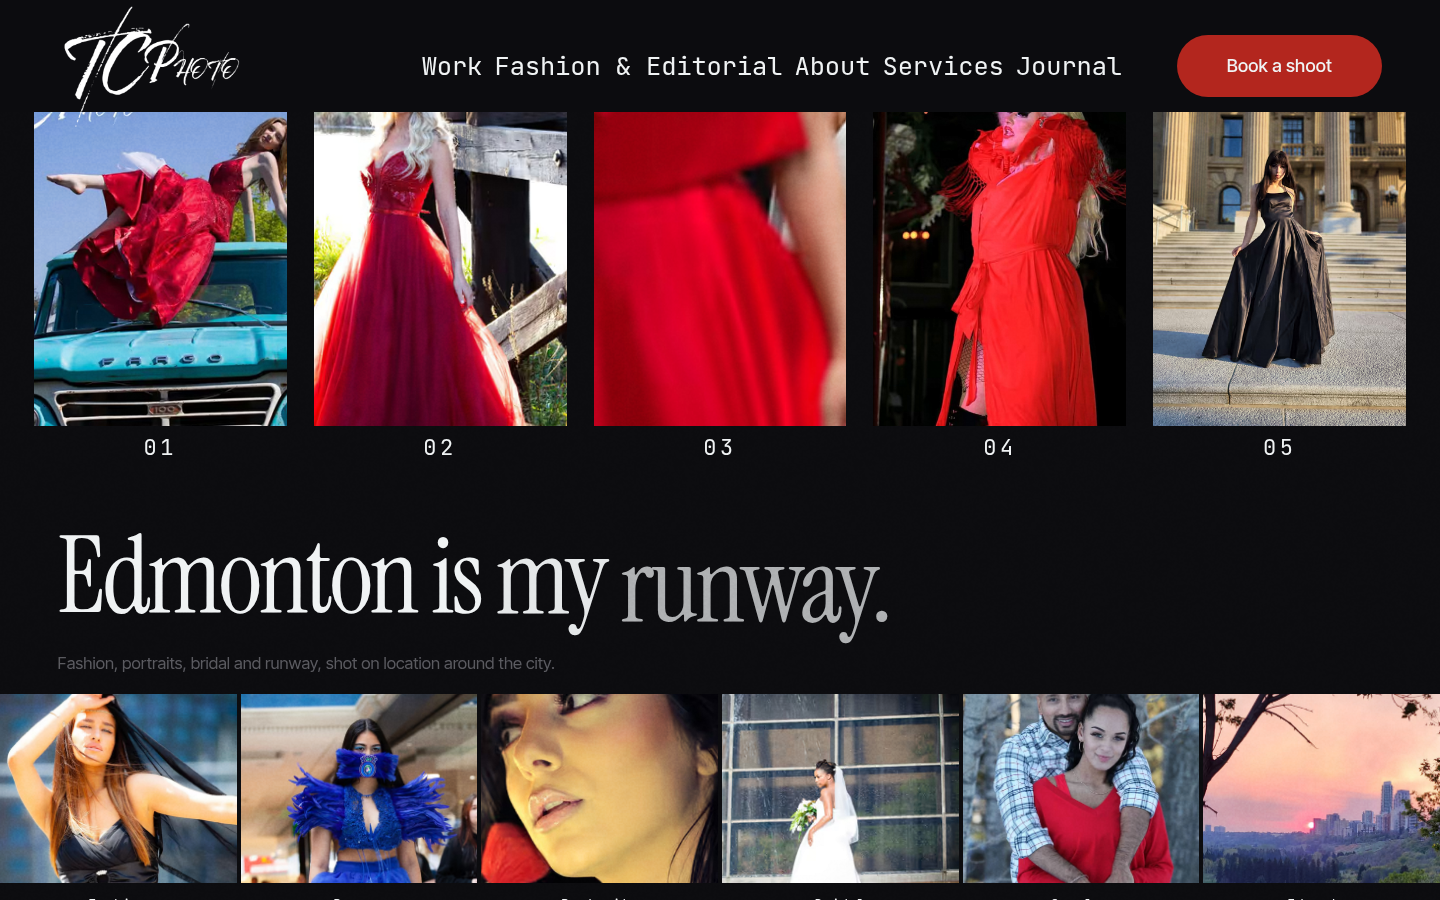 TCPHOTO
Work Fashion & Editorial About Services Journal
Book a shoot
FARGO
100
01
02
03
04
05
Edmonton is my runway.
Fashion, portraits, bridal and runway, shot on location around the city.